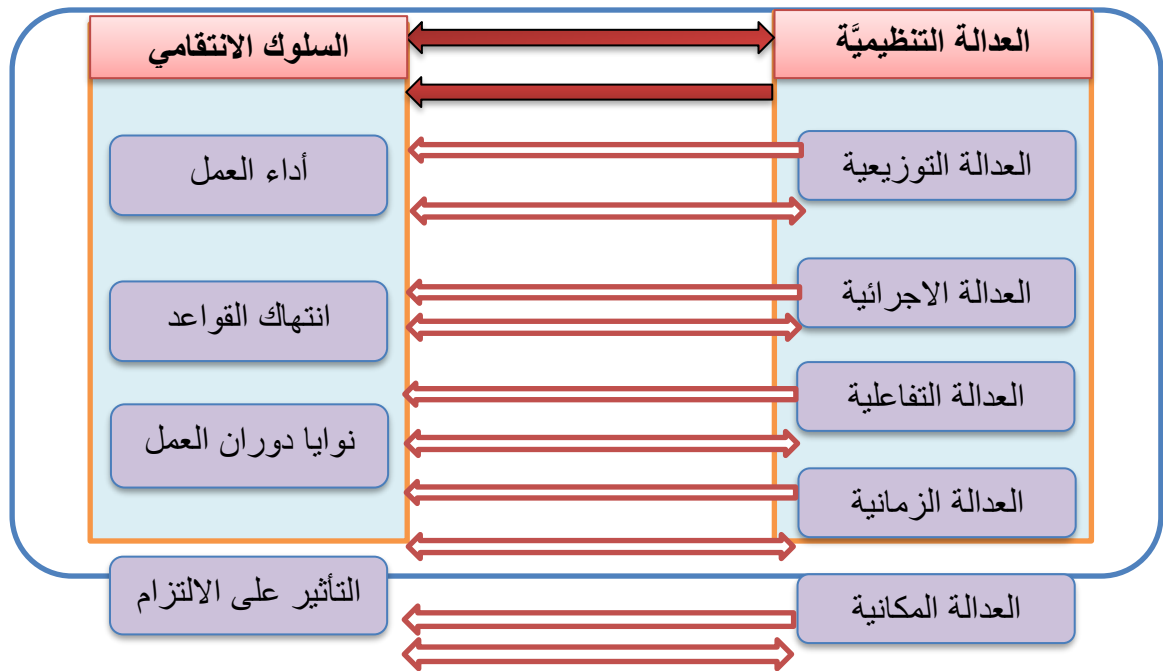 العدالة التنظيميَّة
السلوك الانتقامي
العدالة التوزيعية
أداء العمل
العدالة الاجرائية
انتهاك القواعد
العدالة التفاعلية
نوايا دوران العمل
العدالة الزمانية
التأثير على الالتزام
العدالة المكانية